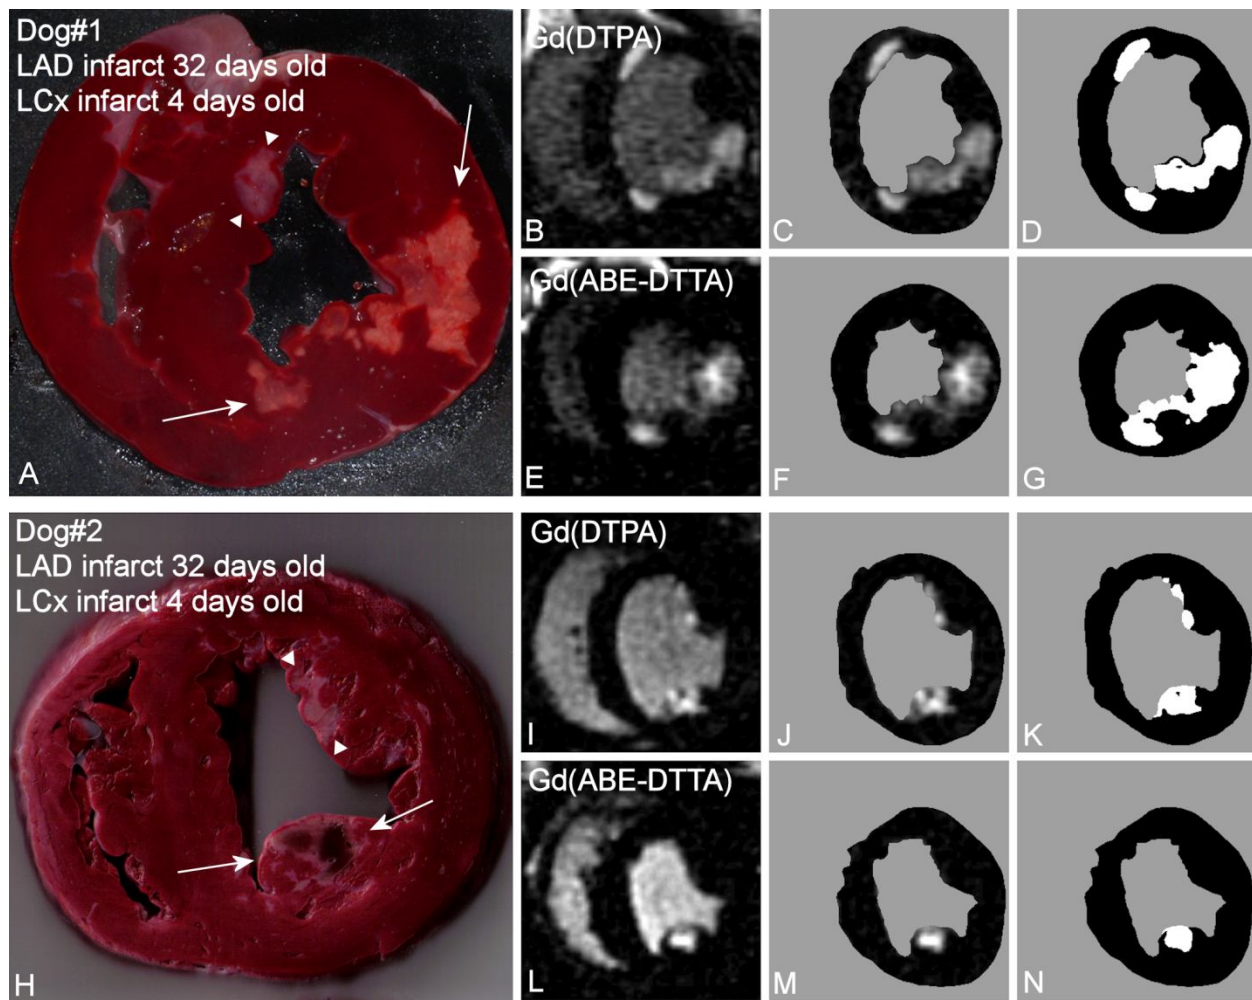 Dog#1
LAD infarct 32 days old
LCx infarct 4 days old
A
Gd(DTPA)
B
C
D
Gd(ABE-DTTA)
E
F
G
Dog#2
LAD infarct 32 days old
LCx infarct 4 days old
H
Gd(DTPA)
I
J
K
Gd(ABE-DTTA)
L
M
N